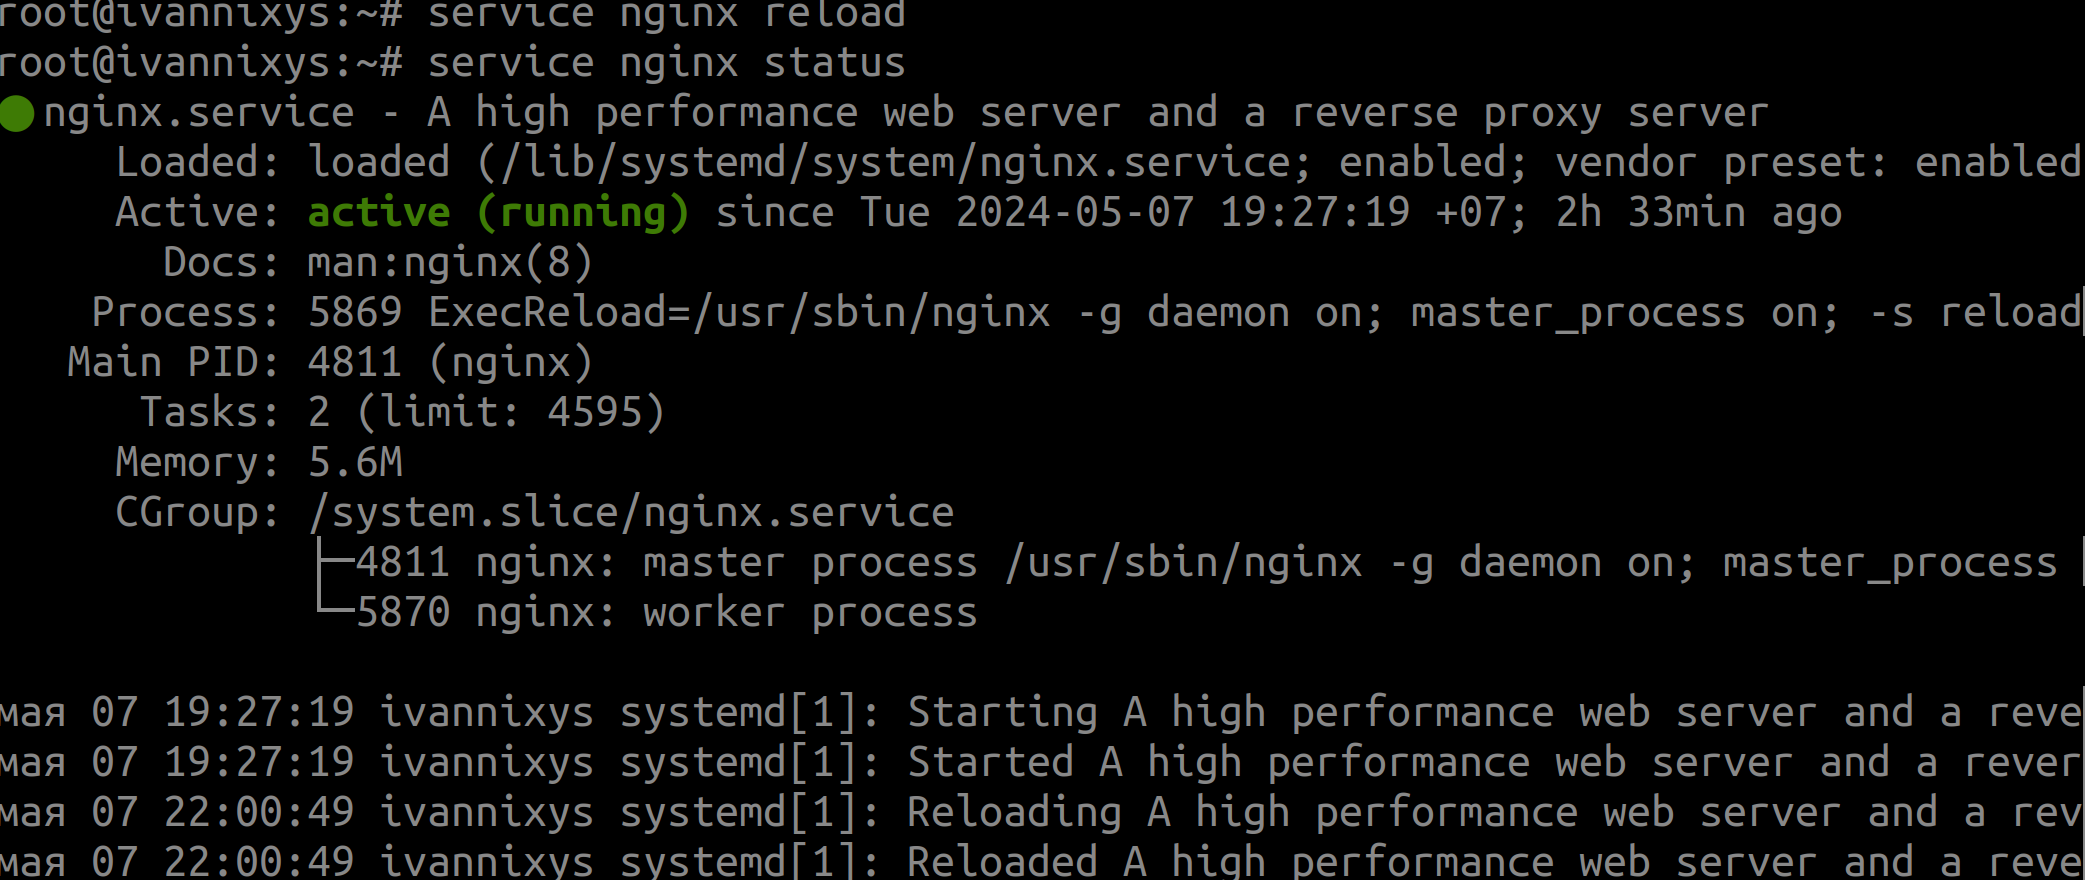 root@ivannixys:~# service nginx reload
root@ivannixys:~# service nginx status
nginx.service - A high performance web server and a reverse proxy server
Loaded: loaded (/lib/systemd/system/nginx.service; enabled; vendor preset: enabled
Active: active (running) since Tue 2024-05-07 19:27:19 +07; 2h 33min ago
Docs: man:nginx(8)
Process: 5869 ExecReload=/usr/sbin/nginx -g daemon on; master_process on; -s reload
Main PID: 4811 (nginx)
Tasks: 2 (limit: 4595)
Memory: 5.6M
CGroup: /system.slice/nginx.service
├─4811 nginx: master process /usr/sbin/nginx -g daemon on; master_process
└─5870 nginx: worker process
мая 07 19:27:19 ivannixys systemd[1]: Starting A high performance web server and a reve
мая 07 19:27:19 ivannixys systemd[1]: Started A high performance web server and a rever
мая 07 22:00:49 ivannixys systemd[1]: Reloading A high performance web server and a rev
мая 07 22:00:49 ivannixys systemd[1]: Reloaded A high performance web server and a reve